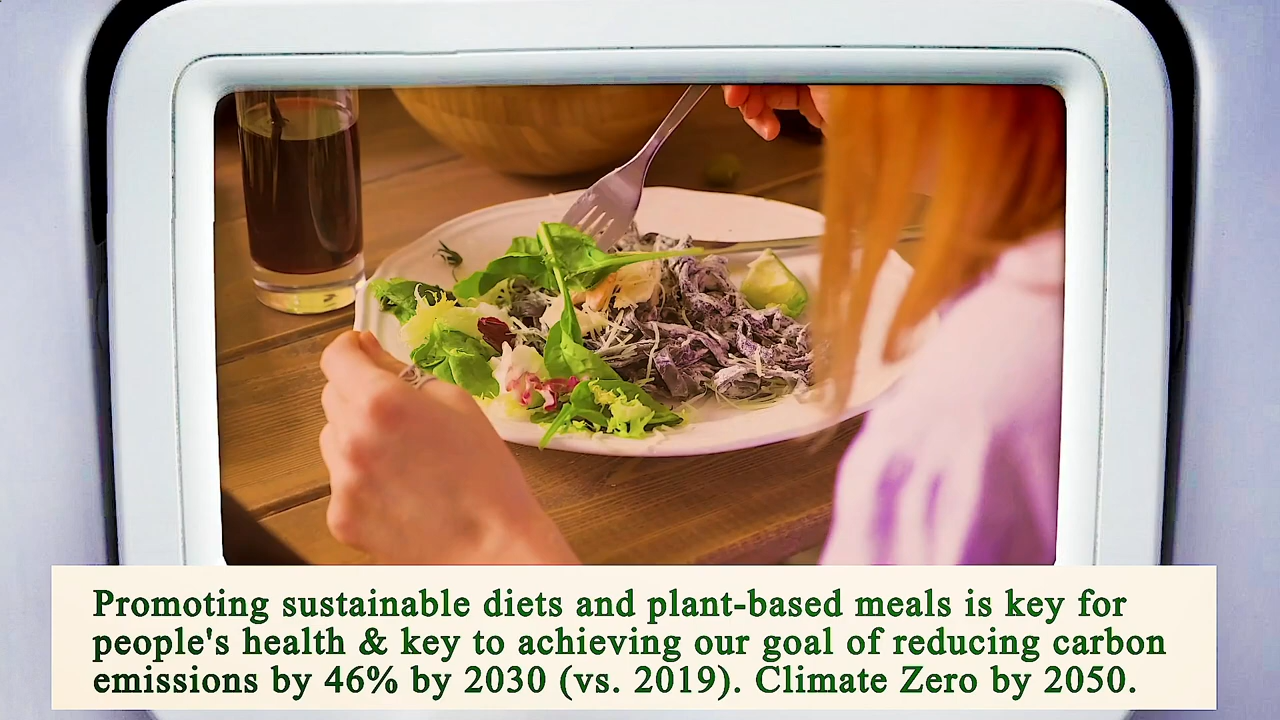 Promoting sustainable diets and plant-based meals is key for
people's health & key to achieving our goal of reducing carbon
emissions by 46% by 2030 (vs. 2019). Climate Zero by 2050.